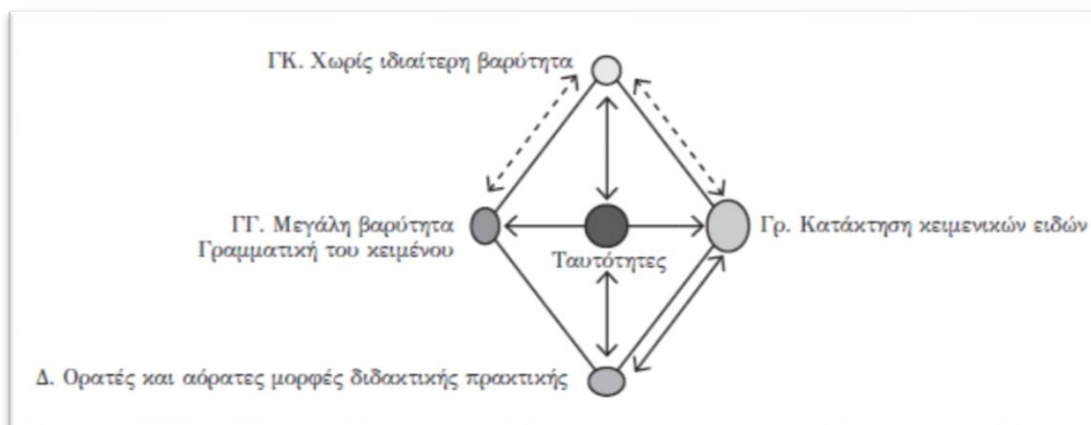 ΓΚ. Χωρίς ιδιαίτερη βαρύτητα
ΓΓ. Μεγάλη βαρύτητα
Γραμματική του κειμένου
Ταυτότητες
Γρ. Κατάκτηση κειμενικών ειδών
Δ. Ορατές και αόρατες μορφές διδακτικής πρακτικής